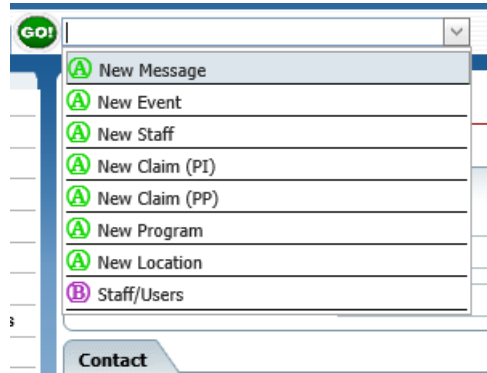 GO!
A New Message
A New Event
A New Staff
A New Claim (PI)
A New Claim (PP)
A New Program
A New Location
B Staff/Users
s
Contact